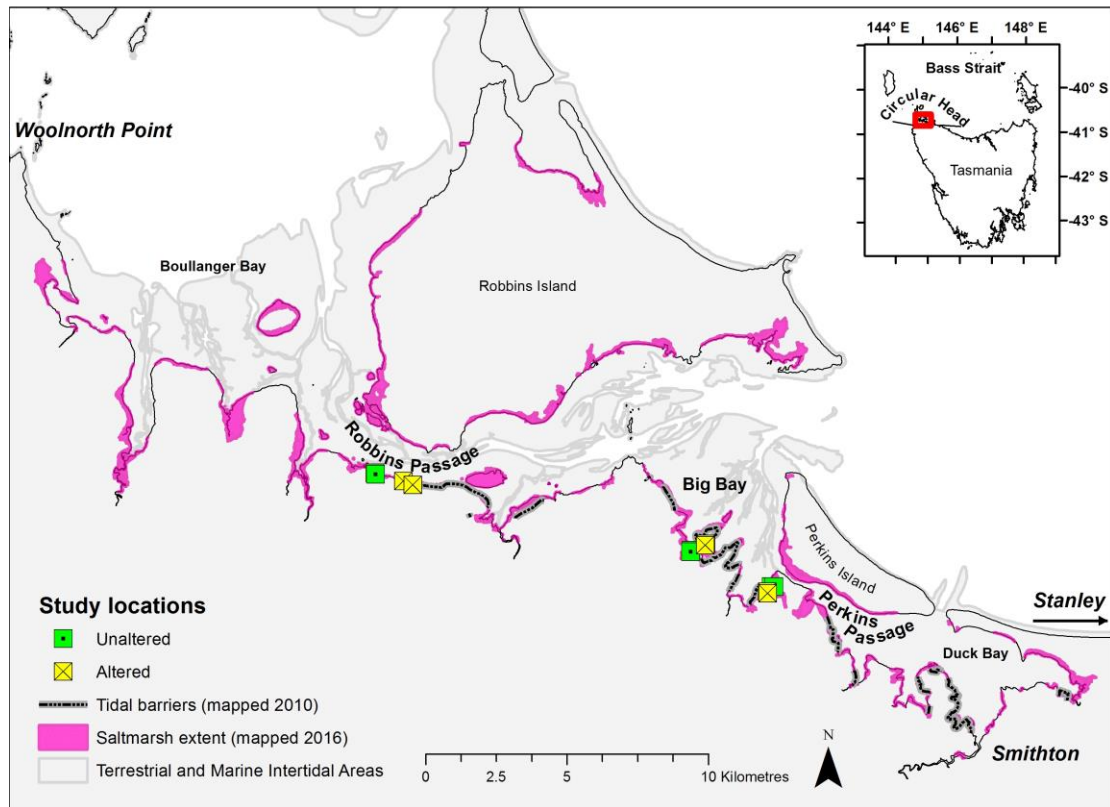 144° E 146° E 148° E
Bass Strait
-40° S
Circular Head
-41° S
Tasmania
-42° S
-43° S
Woolnorth Point
Boullanger Bay
Robbins Island
Robbins Passage
Big Bay
Perkins Island
Perkins Passage
Stanley
Duck Bay
Smithton
Study locations
Unaltered
Altered
Tidal barriers (mapped 2010)
Saltmarsh extent (mapped 2016)
Terrestrial and Marine Intertidal Areas
N
0 2.5 5 10 Kilometres